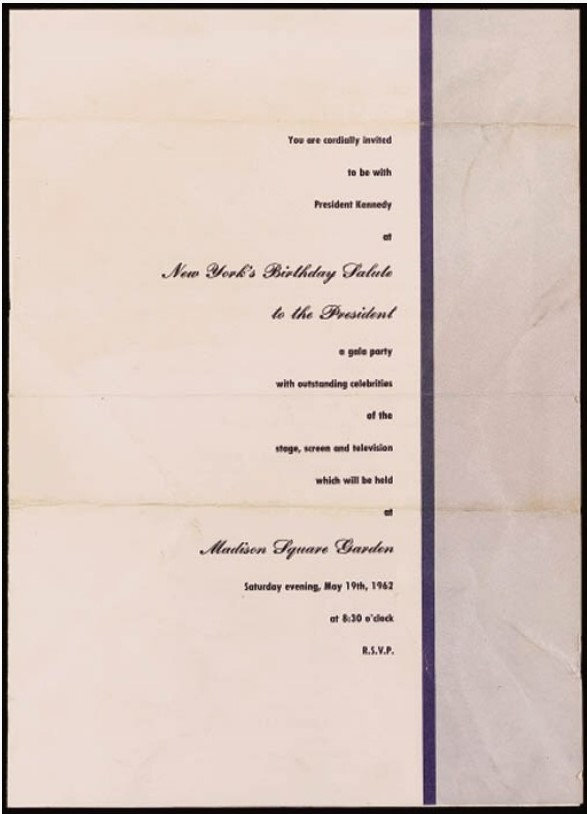 You are cordially invited
to be with
President Kennedy
at
New York's Birthday Salute
to the President
a gala party
with outstanding celebrities
of the
stage, screen and television
which will be held
at
Madison Square Garden
Saturday evening, May 19th, 1962
at 8:30 o'clock
R.S.V.P.